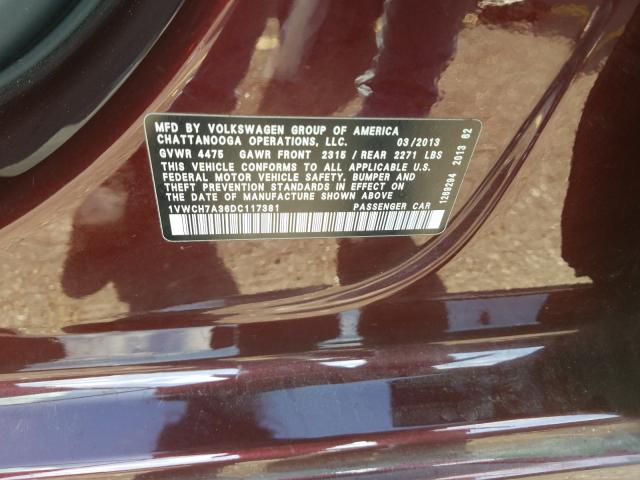 MFD BY VOLKSWAGEN GROUP OF AMERICA
CHATTANOOGA OPERATIONS, LLC. 03/2013
GVWR 4475 GAWR FRONT 2315 / REAR 2271 LBS
THIS VEHICLE CONFORMS TO ALL APPLICABLE U.S.
FEDERAL MOTOR VEHICLE SAFETY, BUMPER AND
THEFT PREVENTION STANDARDS IN EFFECT ON
THE DATE OF MANUFACTURE SHOWN ABOVE
1VWCH7A36DC117381 PASSENGER CAR
1269294 2013 62